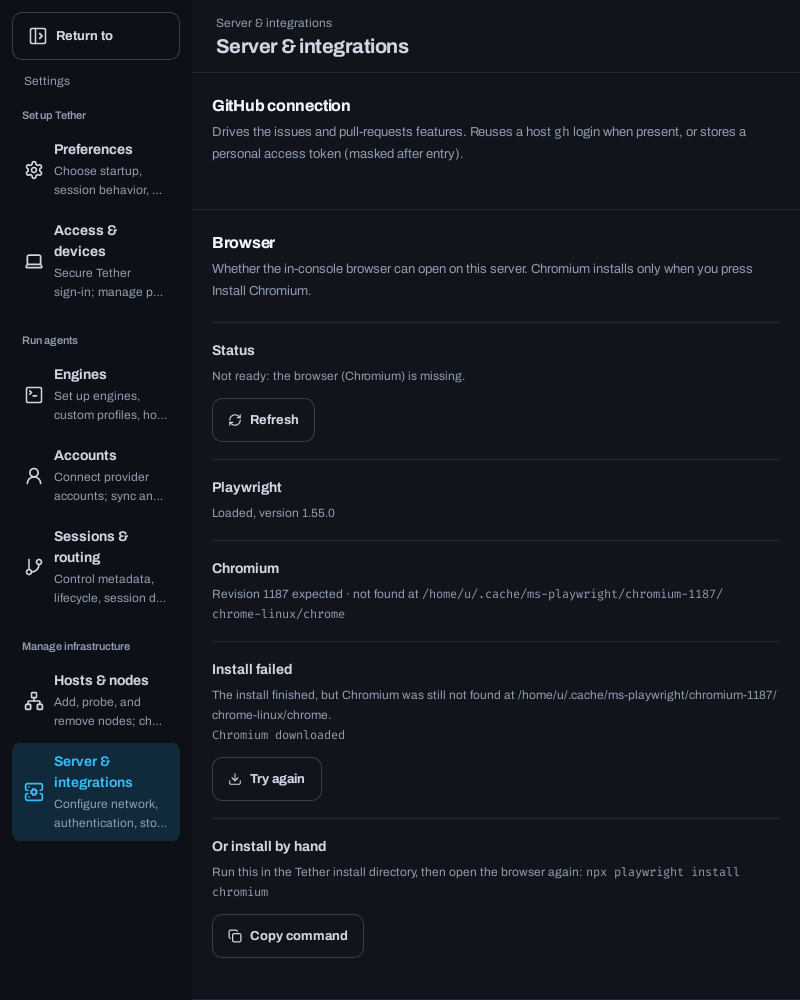 Return to
Settings
Set up Tether
Preferences
Choose startup,
session behavior, ...
Access &
devices
Secure Tether
sign-in; manage p...
Run agents
Engines
Set up engines,
custom profiles, ho...
Accounts
Connect provider
accounts; sync an...
Sessions &
routing
Control metadata,
lifecycle, session d...
Manage infrastructure
Hosts & nodes
Add, probe, and
remove nodes; ch...
Server &
integrations
Configure network,
authentication, sto...
Server & integrations
Server & integrations
GitHub connection
Drives the issues and pull-requests features. Reuses a host gh login when present, or stores a
personal access token (masked after entry).
Browser
Whether the in-console browser can open on this server. Chromium installs only when you press
Install Chromium.
Status
Not ready: the browser (Chromium) is missing.
Refresh
Playwright
Loaded, version 1.55.0
Chromium
Revision 1187 expected · not found at /home/u/.cache/ms-playwright/chromium-1187/
chrome-linux/chrome
Install failed
The install finished, but Chromium was still not found at /home/u/.cache/ms-playwright/chromium-1187/
chrome-linux/chrome.
Chromium downloaded
Try again
Or install by hand
Run this in the Tether install directory, then open the browser again: npx playwright install
chromium
Copy command